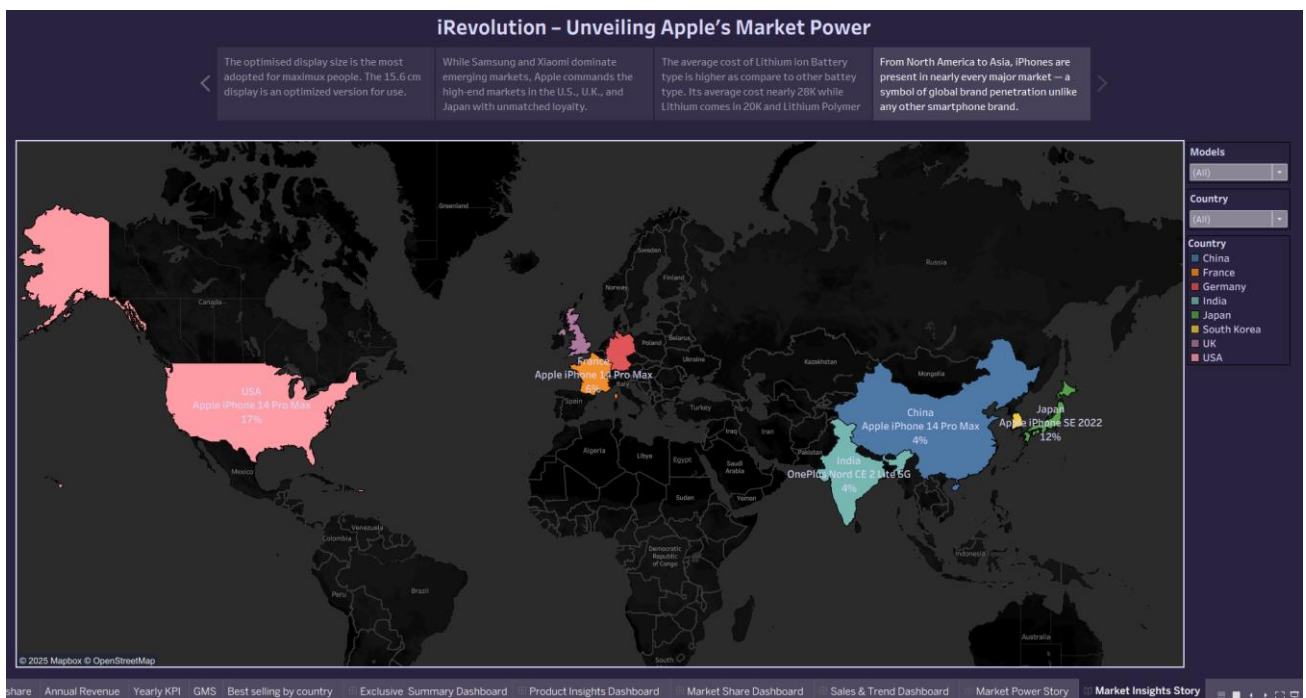 iRevolution – Unveiling Apple's Market Power
The optimised display size is the most
adopted for maximux people. The 15.6 cm
display is an optimized version for use.
While Samsung and Xiaomi dominate
emerging markets, Apple commands the
high-end markets in the U.S., U.K., and
Japan with unmatched loyalty.
The average cost of Lithium ion Battery
type is higher as compare to other battey
type. Its average cost nearly 28K while
Lithium comes in 20K and Lithium Polymer
From North America to Asia, iPhones are
present in nearly every major market — a
symbol of global brand penetration unlike
any other smartphone brand.
Models
(All)
Country
(All)
Country
China
France
Germany
India
Japan
South Korea
UK
USA
Greenland
Canada
Sweden
Finland
Norway
Russia
Belarus
Poland
Ukraine
Kazakhstan
Mongolia
Italy
Spain
Turkey
Iraq
Iran
Pakistan
Algeria
Libya
Egypt
Saudi
Arabia
Sudan
Yemen
Mexico
Venezuela
Colombia
Peru
Brazil
Democratic
Republic
of Congo
Indonesia
Australia
South
USA
Apple iPhone 14 Pro Max
17%
France
Apple iPhone 14 Pro Max
6%
China
Apple iPhone 14 Pro Max
4%
Japan
Apple iPhone SE 2022
12%
India
OnePlus Nord CE 2 Lite 5G
4%
© 2025 Mapbox © OpenStreetMap
share
Annual Revenue
Yearly KPI
GMS
Best selling by country
Exclusive Summary Dashboard
Product Insights Dashboard
Market Share Dashboard
Sales & Trend Dashboard
Market Power Story
Market Insights Story